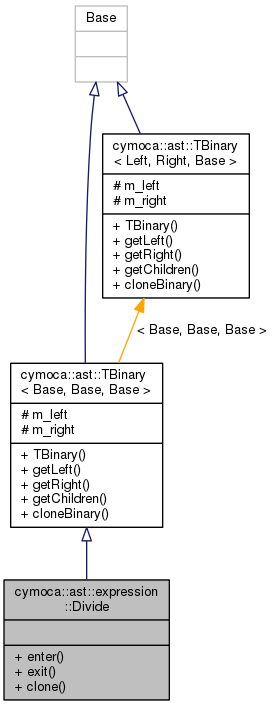 Base
cymoca::ast::TBinary
< Left, Right, Base >
# m_left
# m_right
+ TBinary()
+ getLeft()
+ getRight()
+ getChildren()
+ cloneBinary()
< Base, Base, Base >
cymoca::ast::TBinary
< Base, Base, Base >
# m_left
# m_right
+ TBinary()
+ getLeft()
+ getRight()
+ getChildren()
+ cloneBinary()
cymoca::ast::expression
::Divide
+ enter()
+ exit()
+ clone()